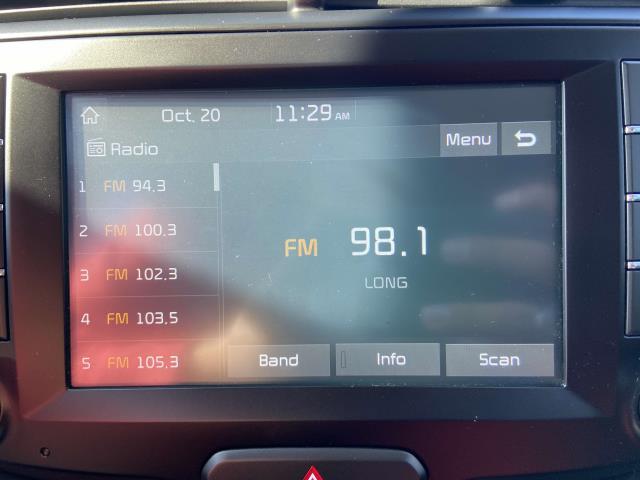 Oct. 20 11:29 AM
Radio Menu
1 FM 94.3
2 FM 100.3
3 FM 102.3
4 FM 103.5
5 FM 105.3
FM 98.1
LONG
Band Info Scan